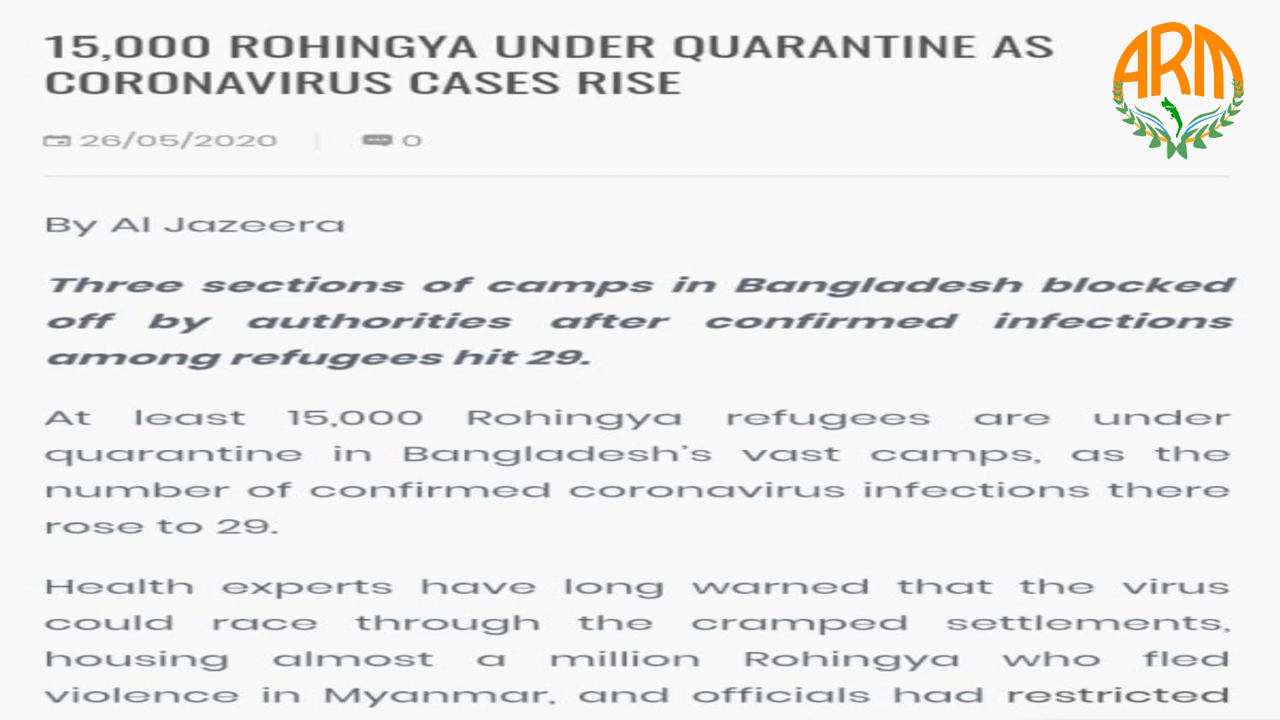 15,000 ROHINGYA UNDER QUARANTINE AS
CORONAVIRUS CASES RISE
ARM
26/05/2020 | 0
By Al Jazeera
Three sections of camps in Bangladesh blocked
off by authorities after confirmed infections
among refugees hit 29.
At least 15,000 Rohingya refugees are under
quarantine in Bangladesh's vast camps, as the
number of confirmed coronavirus infections there
rose to 29.
Health experts have long warned that the virus
could race through the cramped settlements,
housing almost a million Rohingya who fled
violence in Myanmar, and officials had restricted